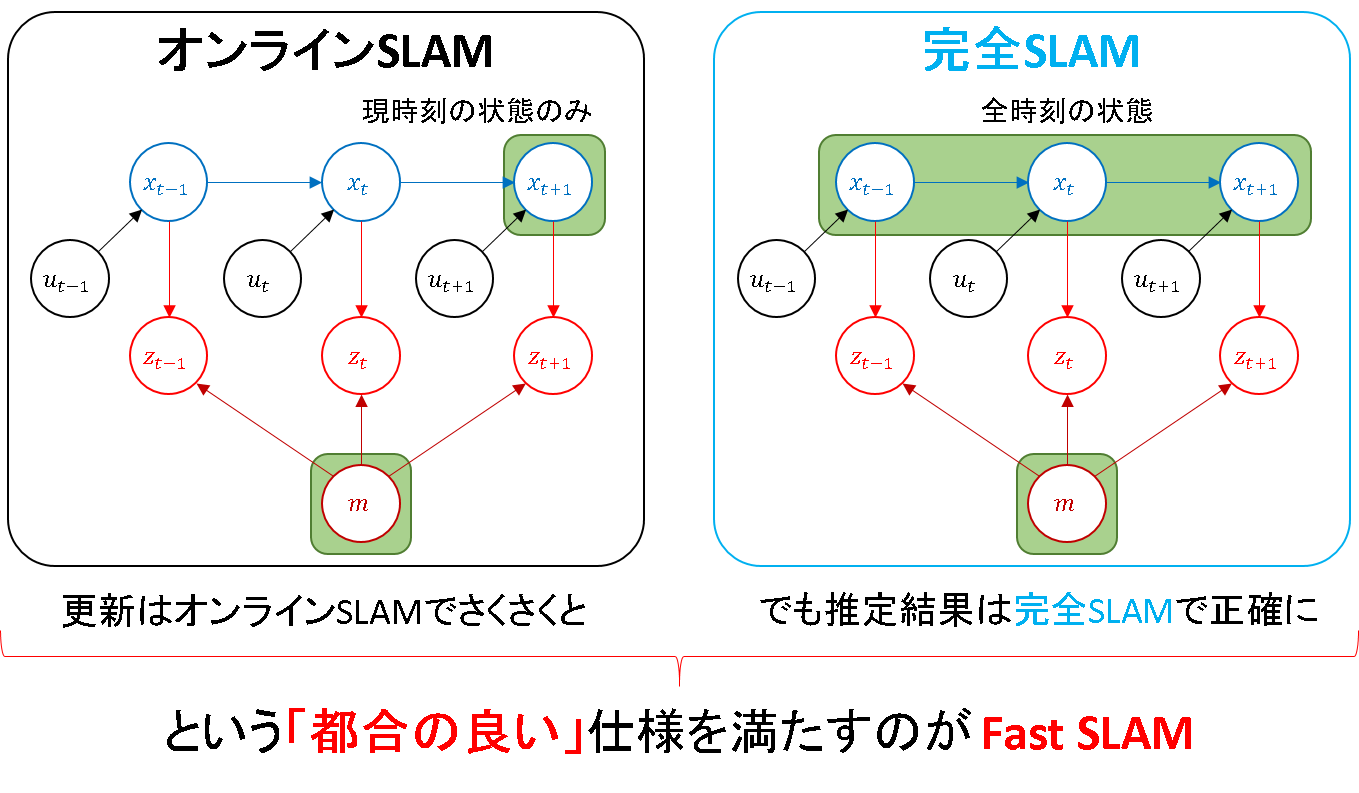 オンラインSLAM
現時刻の状態のみ
x_{t−1} x_t x_{t+1}
u_{t−1} u_t u_{t+1}
z_{t−1} z_t z_{t+1}
m
完全SLAM
全時刻の状態
x_{t−1} x_t x_{t+1}
u_{t−1} u_t u_{t+1}
z_{t−1} z_t z_{t+1}
m
更新はオンラインSLAMでさくさくと
でも推定結果は完全SLAMで正確に
という「都合の良い」仕様を満たすのが Fast SLAM